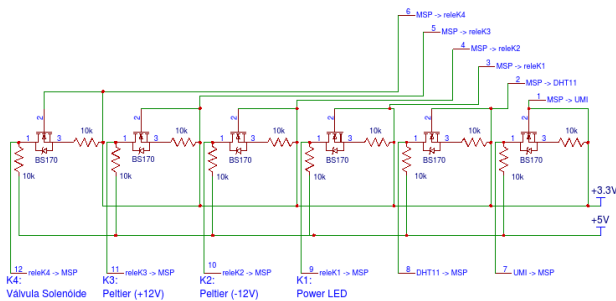 6 MSP -> releK4
5 MSP -> releK3
4 MSP -> releK2
3 MSP -> releK1
2 MSP -> DHT11
1 MSP -> UMI
2 2 2 2 2 2
1 3 10k 1 3 10k 1 3 10k 1 3 10k 1 3 10k 1 3 10k
BS170 BS170 BS170 BS170 BS170 BS170
10k 10k 10k 10k 10k 10k
+3.3V
+5V
12 releK4 -> MSP 11 releK3 -> MSP 10 releK2 -> MSP 9 releK1 -> MSP 8 DHT11 -> MSP 7 UMI -> MSP
K4: K3: K2: K1:
Válvula Solenóide Peltier (+12V) Peltier (-12V) Power LED